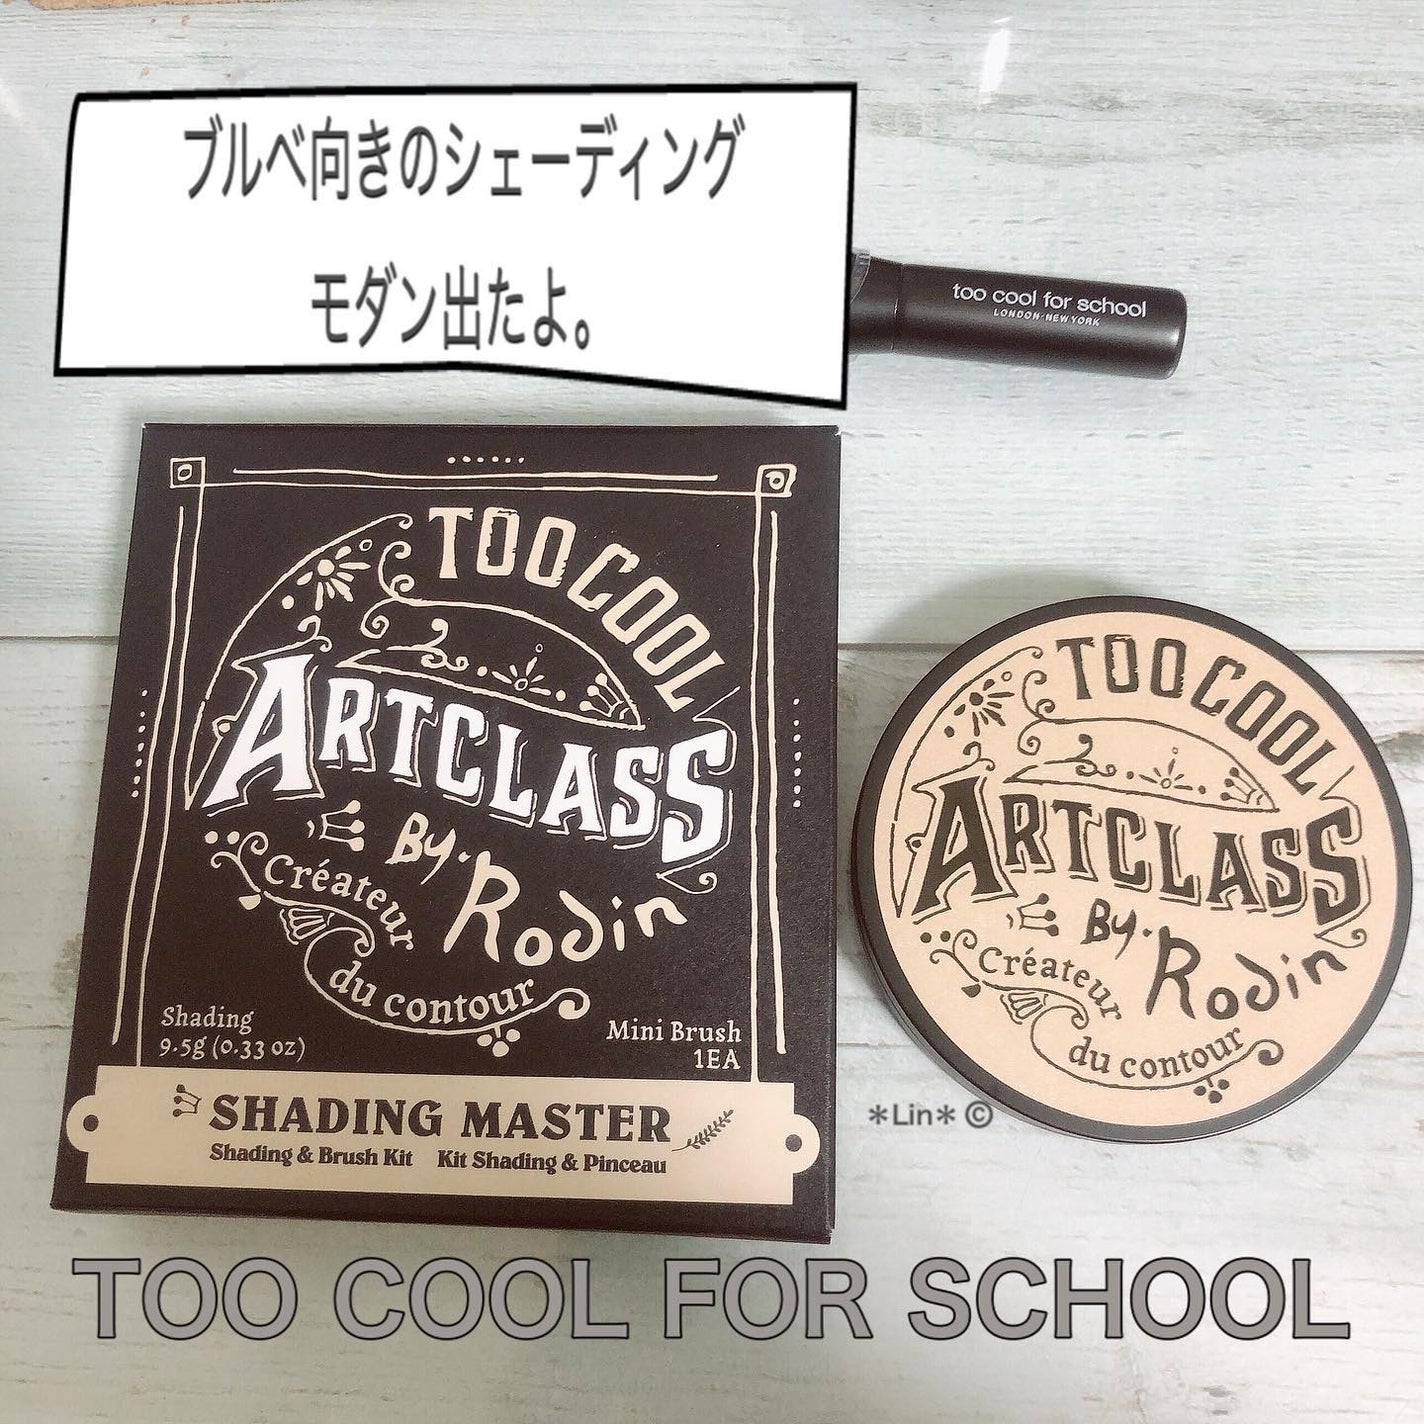 ブルベ向きのシェーディング
モダン出たよ。
too cool for school
LONDON・NEW YORK
TOO COOL
ARTCLASS
By. Rodin
Créateur
du contour
Shading
9.5g (0.33 oz)
Mini Brush
1EA
SHADING MASTER
Shading & Brush Kit Kit Shading & Pinceau
TOO COOL
ARTCLASS
By. Rodin
Créateur
du contour
＊Lin＊©
TOO COOL FOR SCHOOL